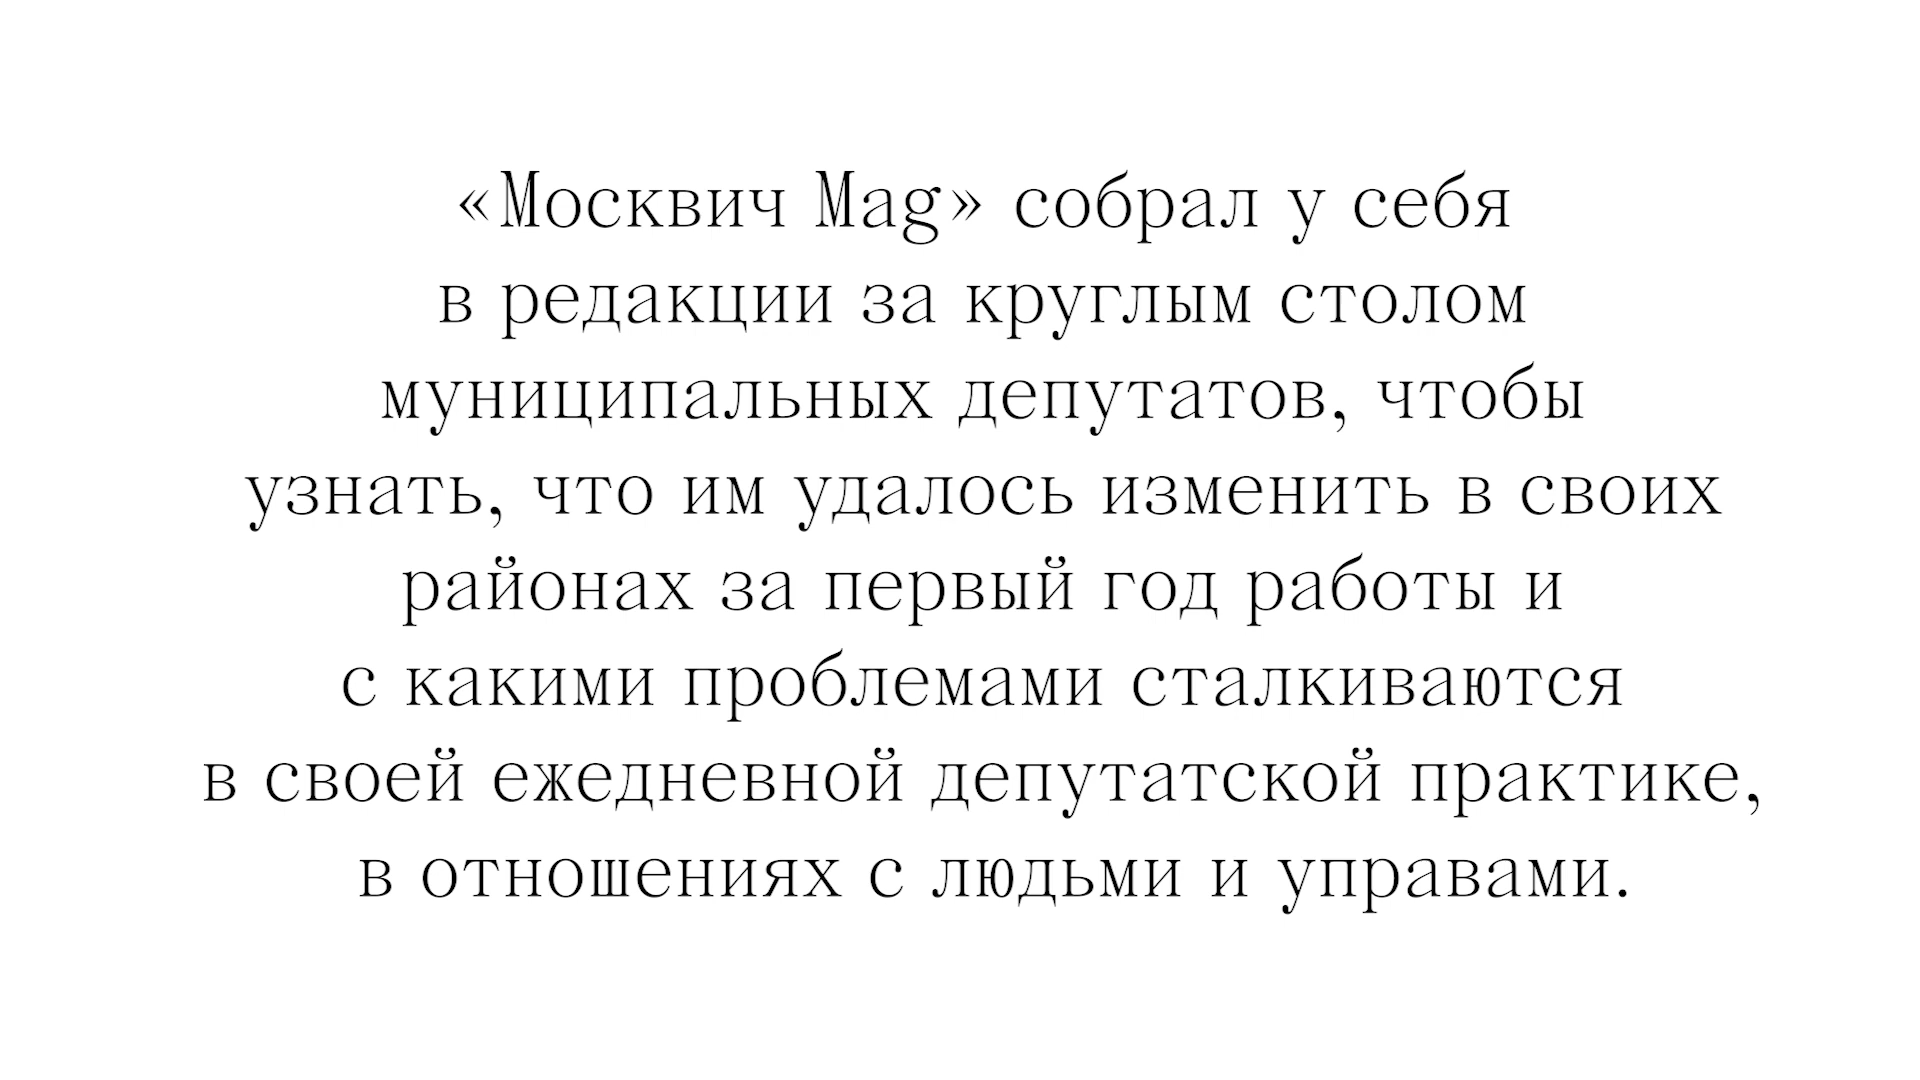 «Москвич Mag» собрал у себя
в редакции за круглым столом
муниципальных депутатов, чтобы
узнать, что им удалось изменить в своих
районах за первый год работы и
с какими проблемами сталкиваются
в своей ежедневной депутатской практике,
в отношениях с людьми и управами.